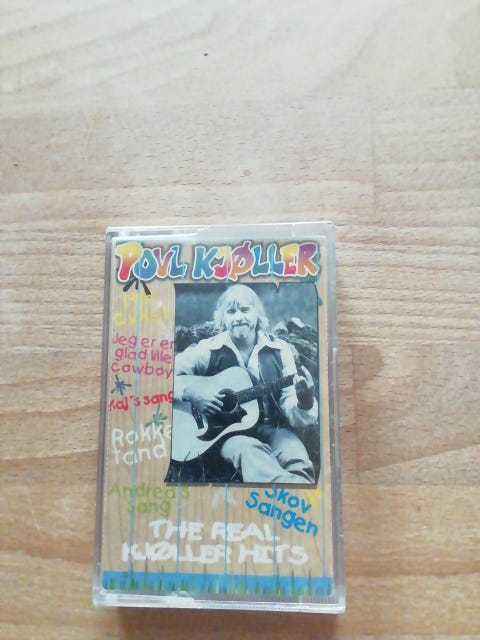 POVL KJØLLER
Jeg er en
glad lille
cowboy
Kaj's sang
Rokke
tand
Andrea's
sang
Skov
Sangen
THE REAL
KJØLLER HITS